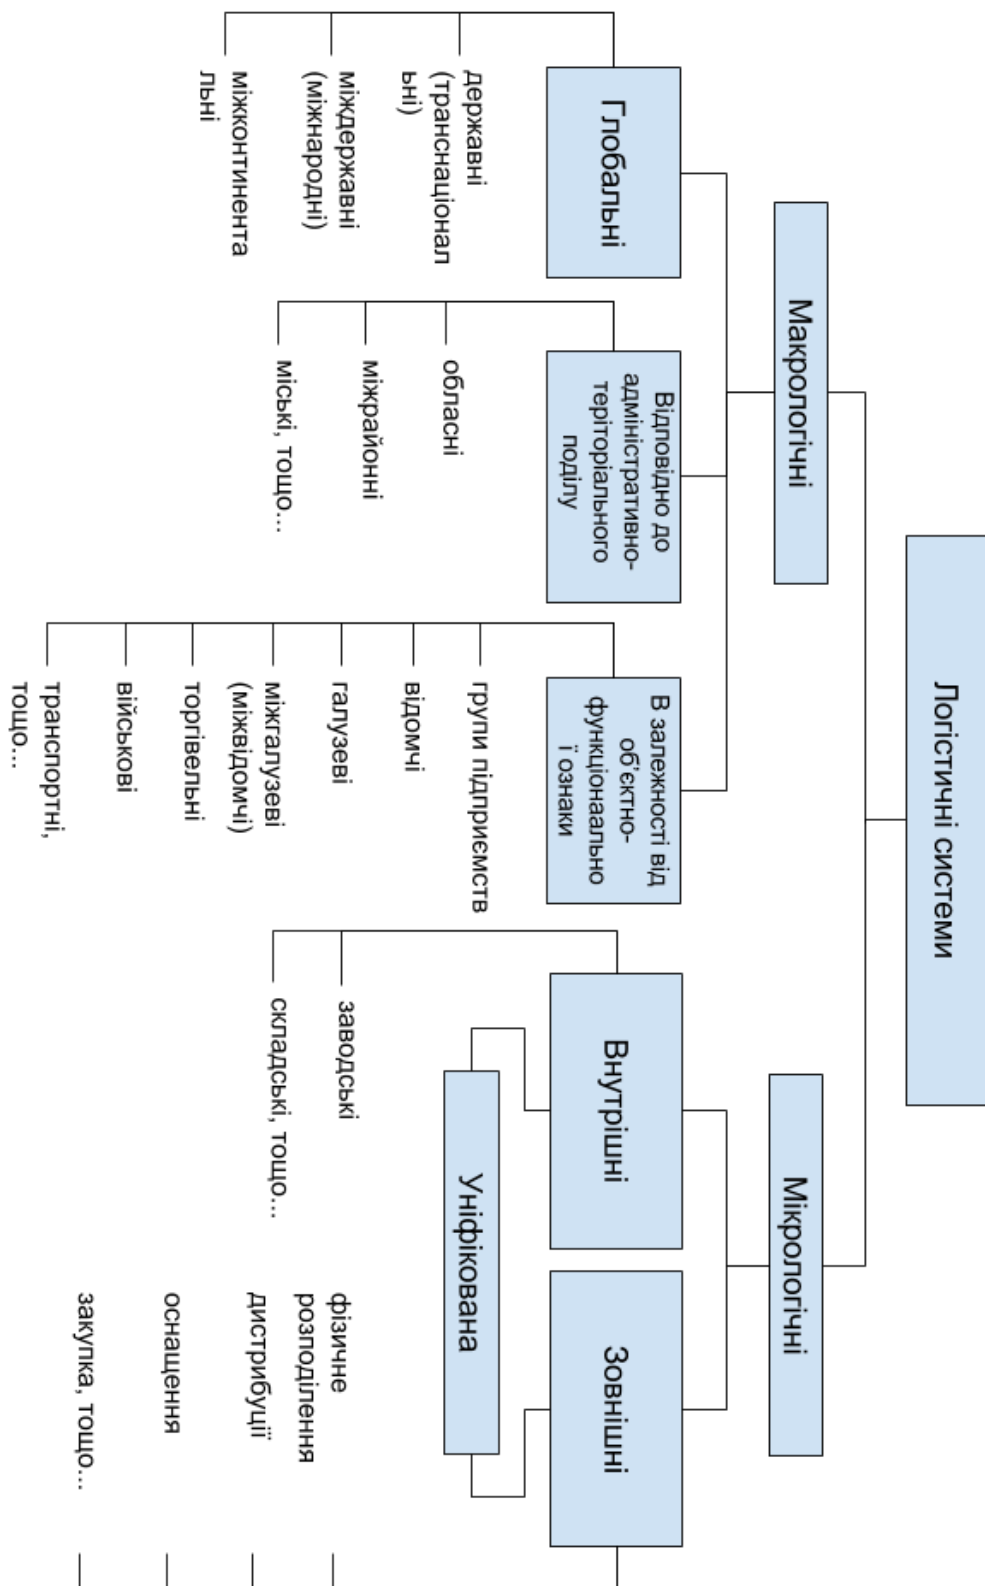 Логістичні системи
Макрологічні
Мікрологічні
Глобальні
Відповідно до
адміністративно-
теріторіального
поділу
В залежності від
об'єктно-
функціонаально
ї ознаки
Внутрішні
Зовнішні
Уніфікована
державні
(транснаціонал
ьні)
міждержавні
(міжнародні)
міжконтинента
льні
обласні
міжрайонні
міські, тощо...
групи підприємств
відомчі
галузеві
міжгалузеві
(міжвідомчі)
торгівельні
військові
транспортні,
тощо...
заводські
складські, тощо...
фізичне
розподілення
дистрибуції
оснащення
закупка, тощо...